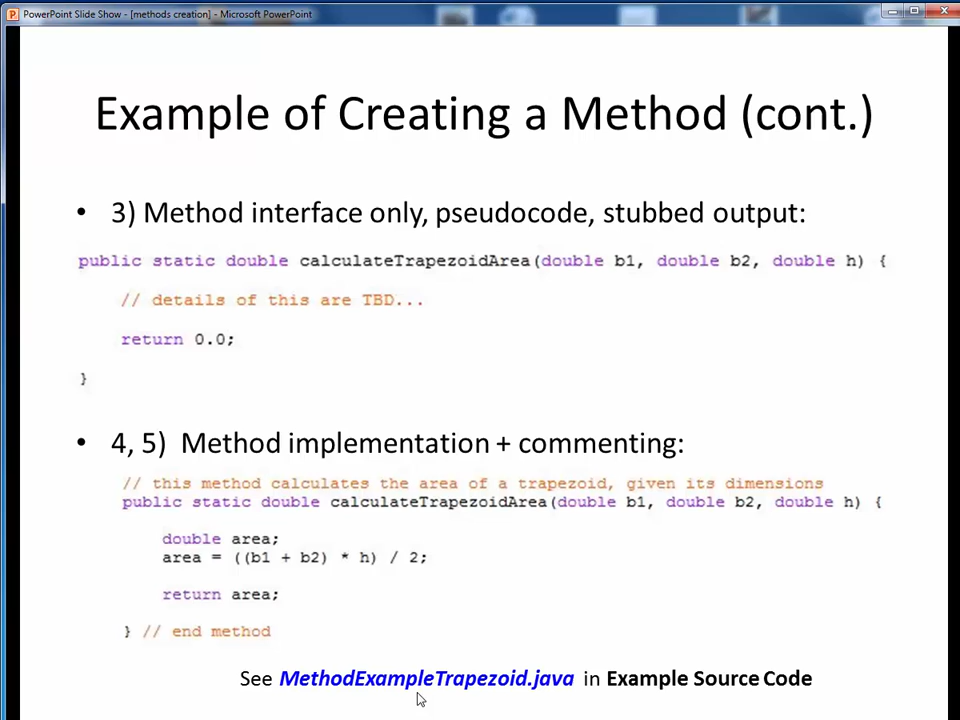 PowerPoint Slide Show - [methods creation] - Microsoft PowerPoint
Example of Creating a Method (cont.)
• 3) Method interface only, pseudocode, stubbed output:
public static double calculateTrapezoidArea(double b1, double b2, double h) {
// details of this are TBD...
return 0.0;
}
• 4, 5) Method implementation + commenting:
// this method calculates the area of a trapezoid, given its dimensions
public static double calculateTrapezoidArea(double b1, double b2, double h) {
double area;
area = ((b1 + b2) * h) / 2;
return area;
} // end method
See MethodExampleTrapezoid.java in Example Source Code